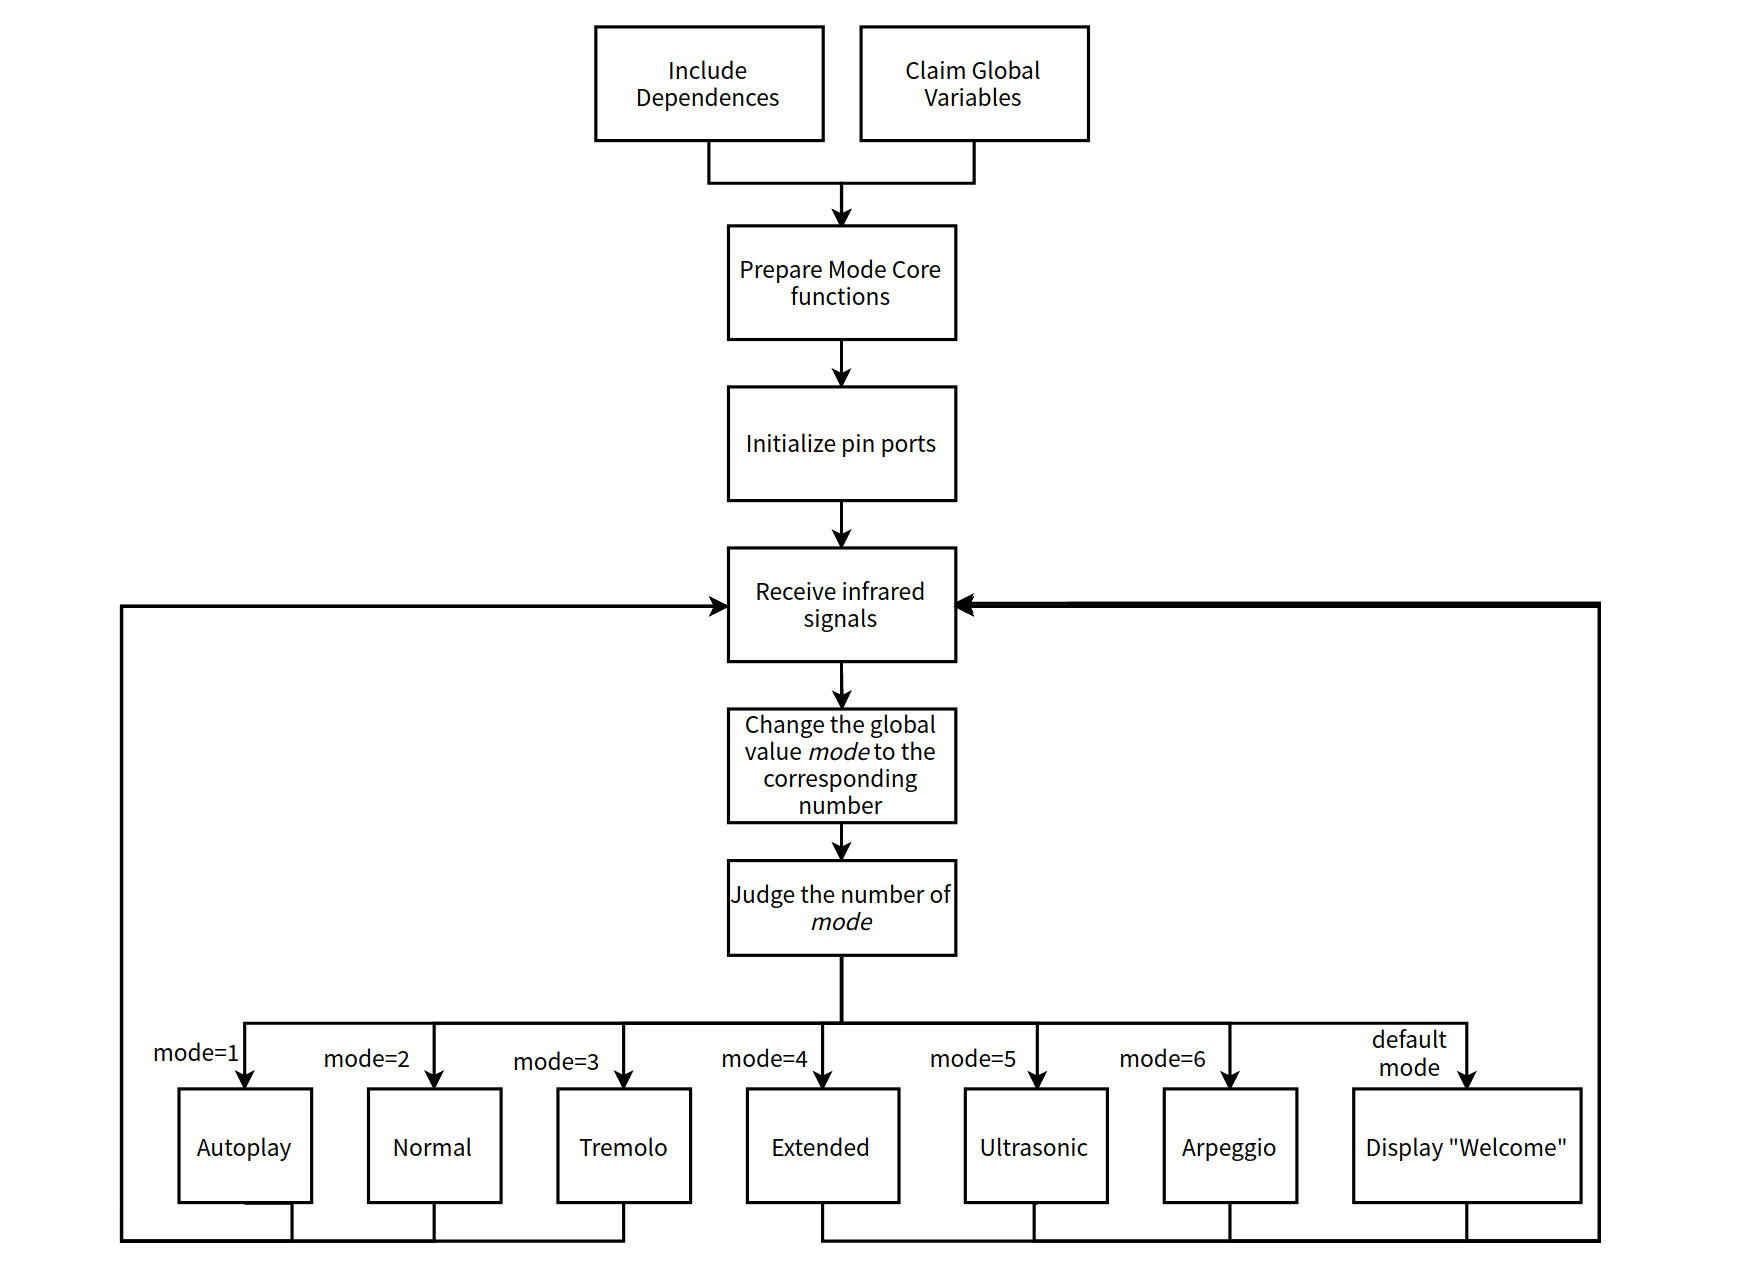 Include
Dependences
Claim Global
Variables
Prepare Mode Core
functions
Initialize pin ports
Receive infrared
signals
Change the global
value mode to the
corresponding
number
Judge the number of
mode
mode=1
mode=2
mode=3
mode=4
mode=5
mode=6
default
mode
Autoplay
Normal
Tremolo
Extended
Ultrasonic
Arpeggio
Display "Welcome"